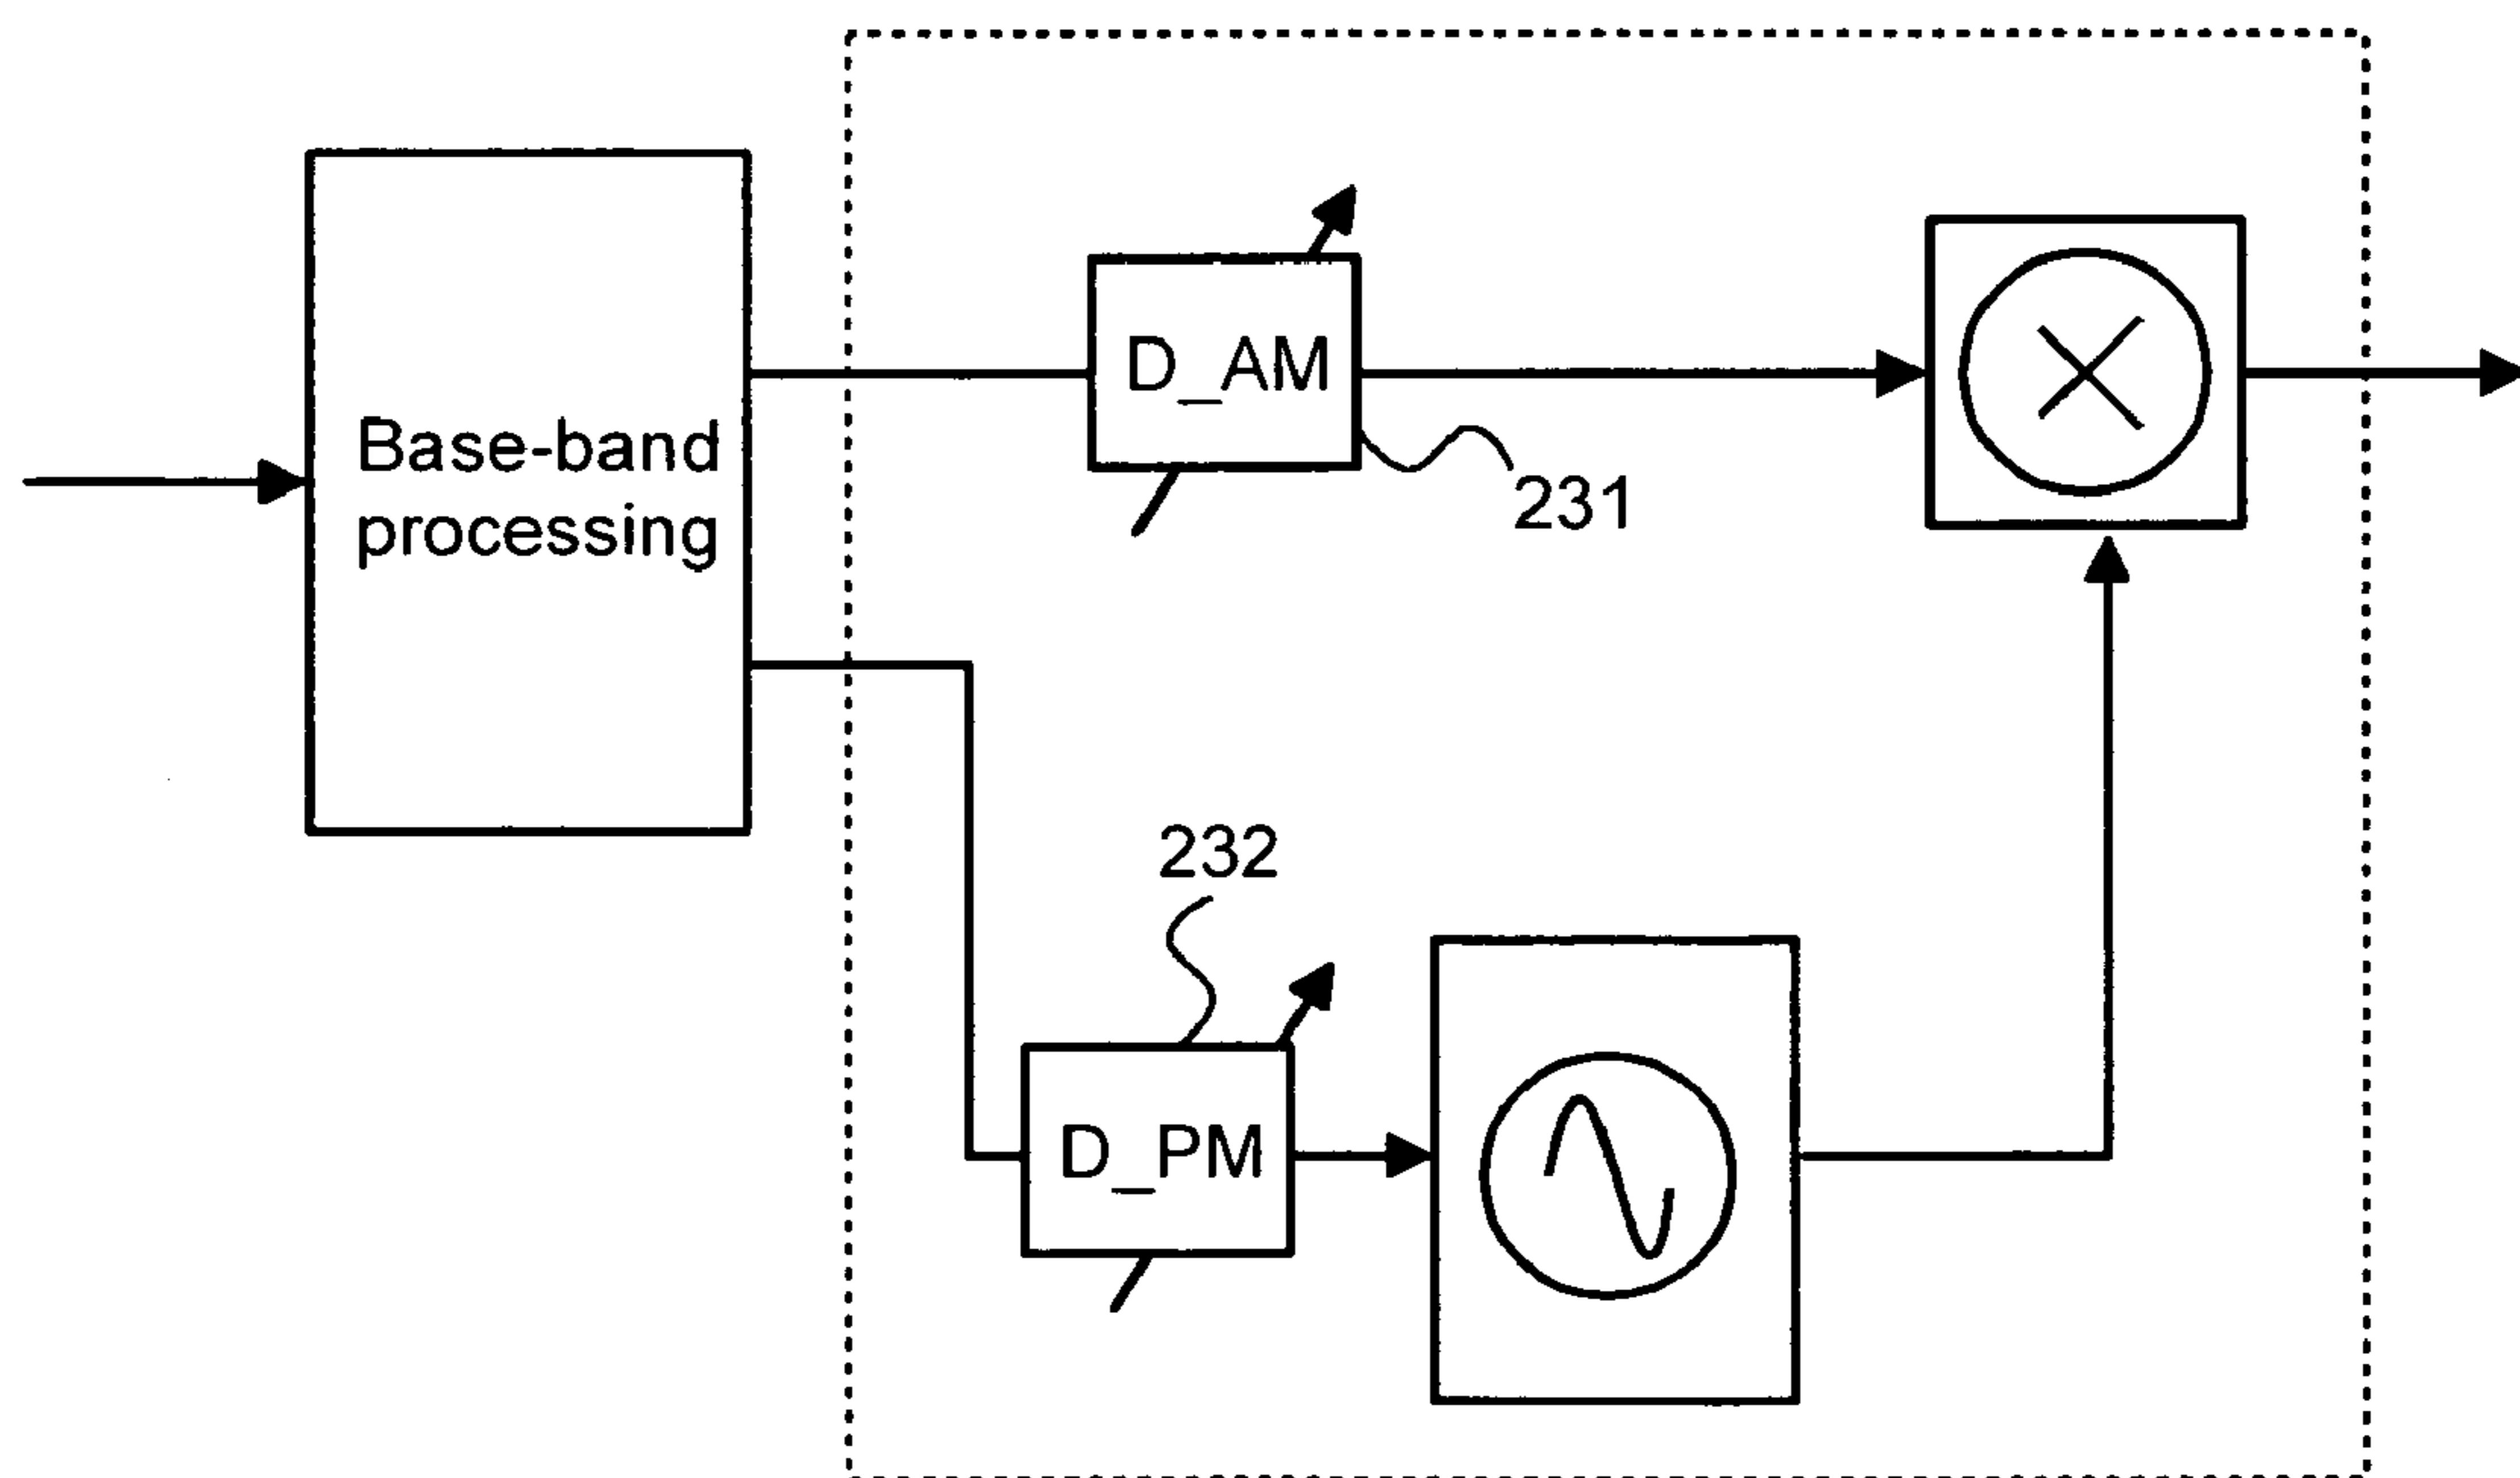 Base-band
processing
D_AM
231
232
D_PM